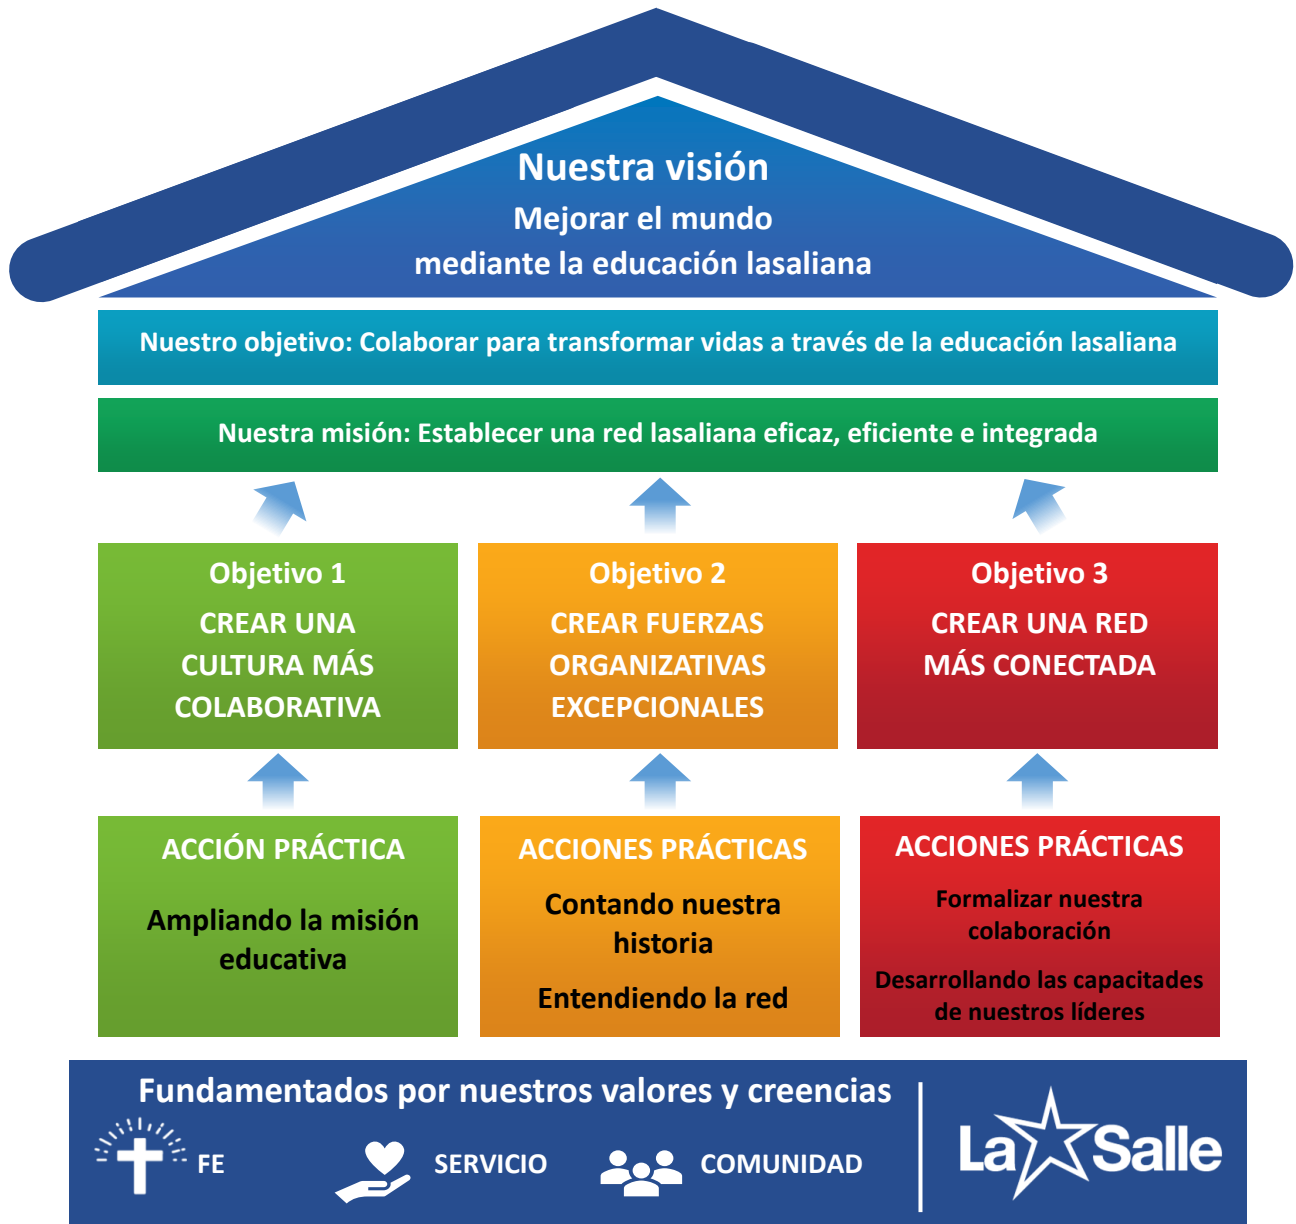 Nuestra visión
Mejorar el mundo
mediante la educación lasaliana
Nuestro objetivo: Colaborar para transformar vidas a través de la educación lasaliana
Nuestra misión: Establecer una red lasaliana eficaz, eficiente e integrada
Objetivo 1
CREAR UNA
CULTURA MÁS
COLABORATIVA
Objetivo 2
CREAR FUERZAS
ORGANIZATIVAS
EXCEPCIONALES
Objetivo 3
CREAR UNA RED
MÁS CONECTADA
ACCIÓN PRÁCTICA
Ampliando la misión
educativa
ACCIONES PRÁCTICAS
Contando nuestra
historia
Entendiendo la red
ACCIONES PRÁCTICAS
Formalizar nuestra
colaboración
Desarrollando las capacidades
de nuestros líderes
Fundamentados por nuestros valores y creencias
FE
SERVICIO
COMUNIDAD
La Salle